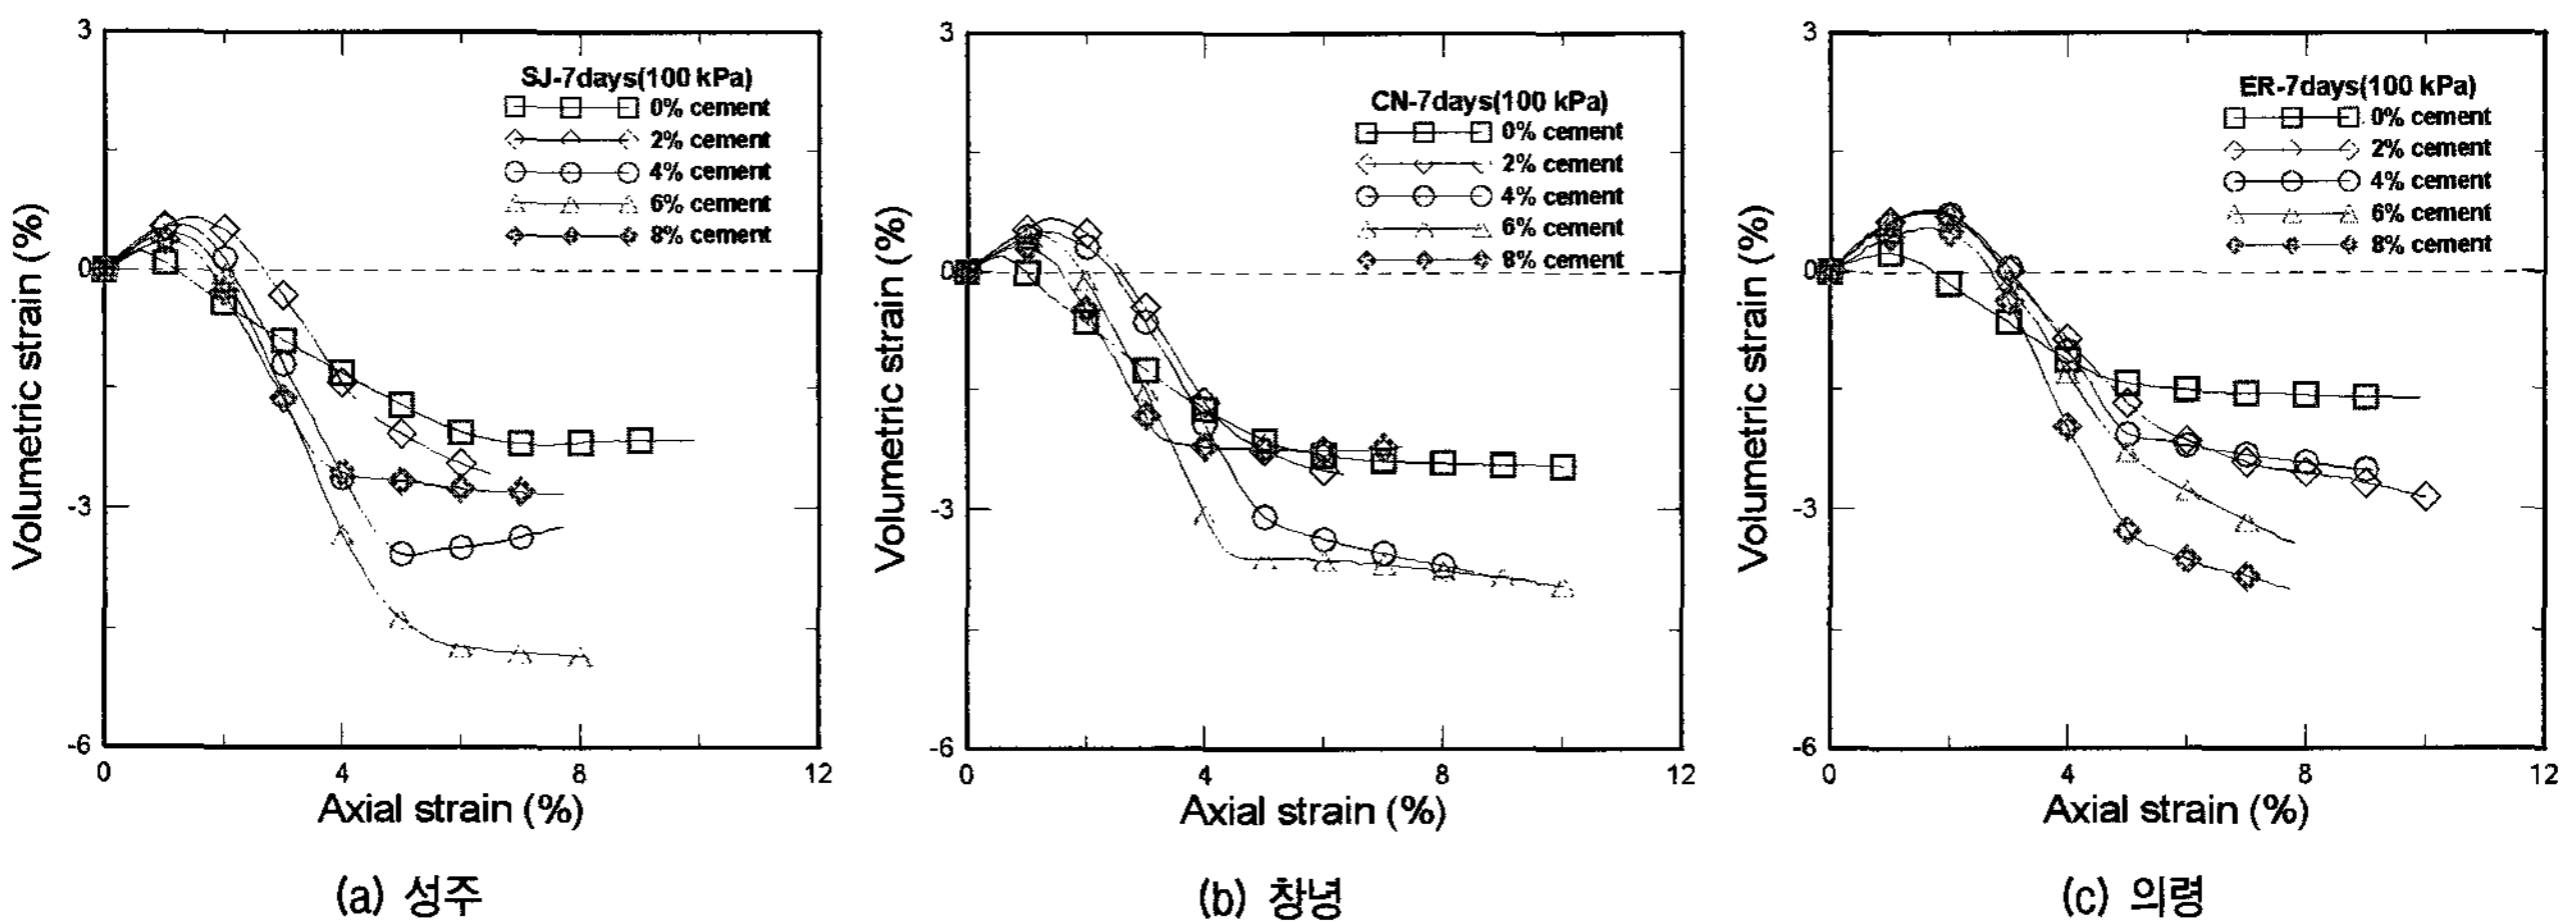 3
0
-3
-6
0
4
8
12
Volumetric strain (%)
Axial strain (%)
SJ-7days(100 kPa)
0% cement
2% cement
4% cement
6% cement
8% cement
(a) 성주
3
0
-3
-6
0
4
8
12
Volumetric strain (%)
Axial strain (%)
CN-7days(100 kPa)
0% cement
2% cement
4% cement
6% cement
8% cement
(b) 창녕
3
0
-3
-6
0
4
8
12
Volumetric strain (%)
Axial strain (%)
ER-7days(100 kPa)
0% cement
2% cement
4% cement
6% cement
8% cement
(c) 의령